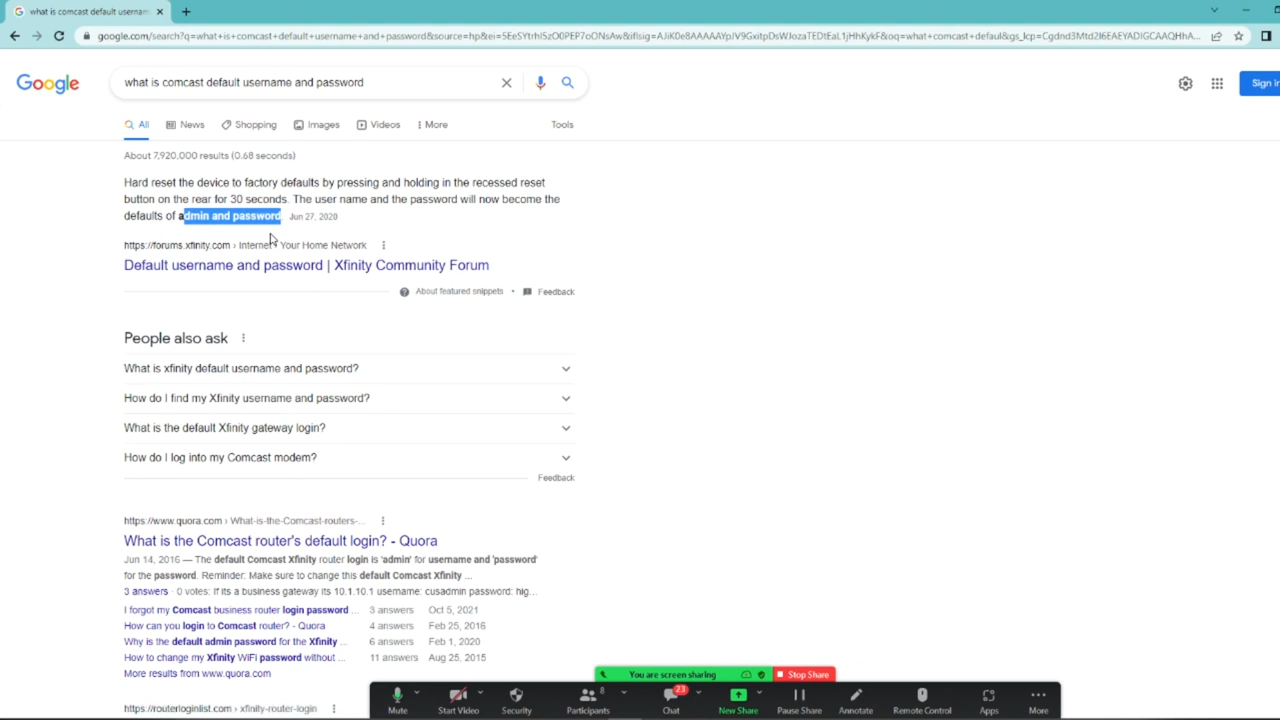 what is comcast default usernam
google.com/search?q=what+is+comcast+default+username+and+password&source=hp&ei=
Google
what is comcast default username and password
Sign in
All News Shopping Images Videos More Tools
About 7,920,000 results (0.68 seconds)
Hard reset the device to factory defaults by pressing and holding in the recessed reset
button on the rear for 30 seconds. The user name and the password will now become the
defaults of admin and password. Jun 27, 2020
https://forums.xfinity.com › Internet › Your Home Network
Default username and password | Xfinity Community Forum
About featured snippets • Feedback
People also ask
What is xfinity default username and password?
How do I find my Xfinity username and password?
What is the default Xfinity gateway login?
How do I log into my Comcast modem?
Feedback
https://www.quora.com › What-is-the-Comcast-routers-...
What is the Comcast router's default login? - Quora
Jun 14, 2016 — The default Comcast Xfinity router login is 'admin' for username and 'password'
for the password. Reminder: Make sure to change this default Comcast Xfinity ...
3 answers · 0 votes: If its a business gateway its 10.1.10.1 username: cusadmin password: hig...
I forgot my Comcast business router login password ... 3 answers Oct 5, 2021
How can you login to Comcast router? - Quora 4 answers Feb 25, 2016
Why is the default admin password for the Xfinity ... 6 answers Feb 1, 2020
How to change my Xfinity WiFi password without ... 11 answers Aug 25, 2015
More results from www.quora.com
You are screen sharing Stop Share
https://routerloginlist.com › xfinity-router-login
8 23
Mute Start Video Security Participants Chat New Share Pause Share Annotate Remote Control Apps More